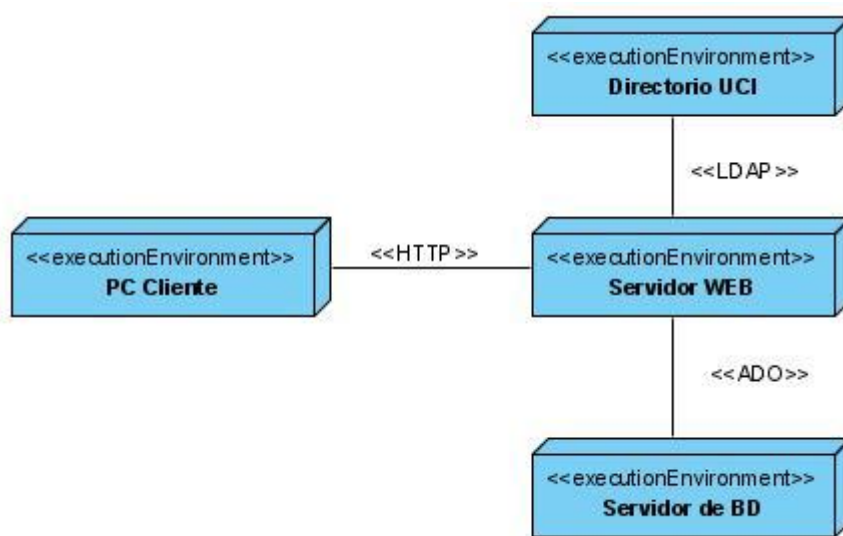 <<executionEnvironment>>
Directorio UCI
<<LDAP>>
<<executionEnvironment>>
PC Cliente
<<HTTP>>
<<executionEnvironment>>
Servidor WEB
<<ADO>>
<<executionEnvironment>>
Servidor de BD